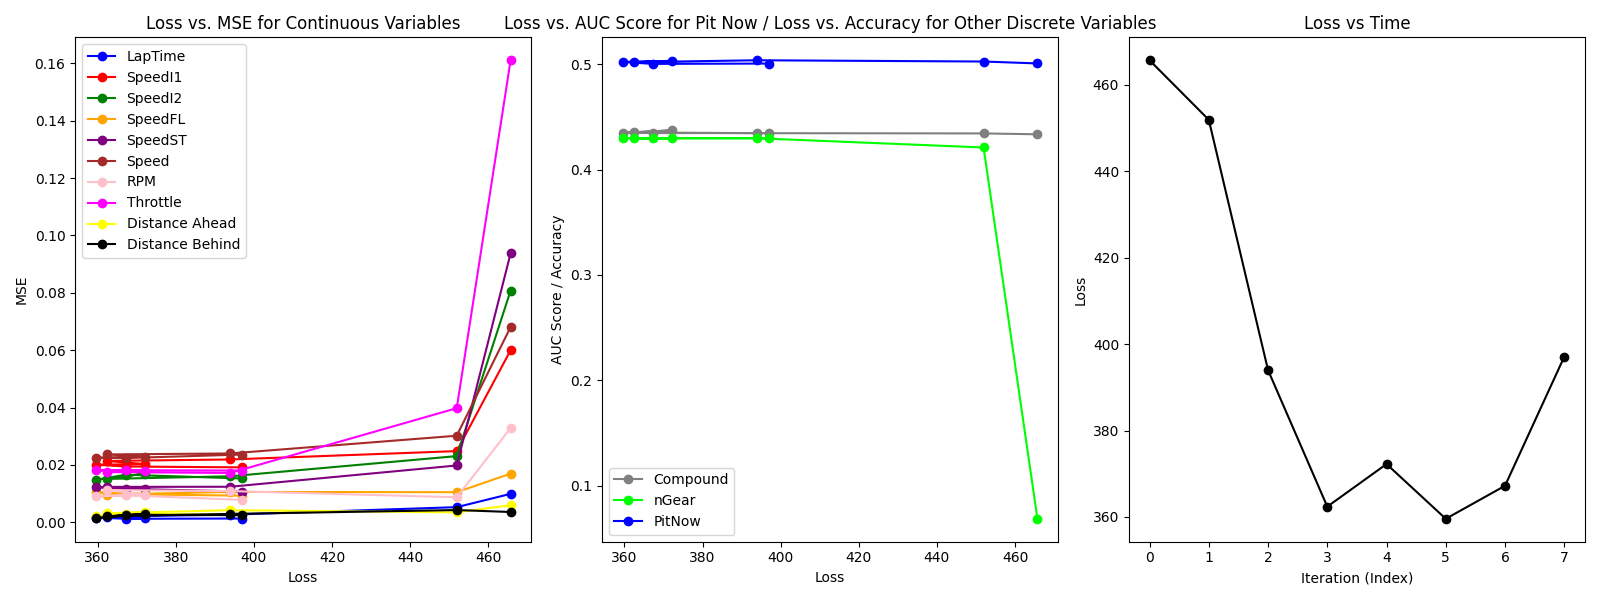 Loss vs. MSE for Continuous Variables
MSE
0.16
0.14
0.12
0.10
0.08
0.06
0.04
0.02
0.00
LapTime
SpeedI1
SpeedI2
SpeedFL
SpeedST
Speed
RPM
Throttle
Distance Ahead
Distance Behind
360 380 400 420 440 460
Loss
Loss vs. AUC Score for Pit Now / Loss vs. Accuracy for Other Discrete Variables
AUC Score / Accuracy
0.5
0.4
0.3
0.2
0.1
Compound
nGear
PitNow
360 380 400 420 440 460
Loss
Loss vs Time
Loss
460
440
420
400
380
360
0 1 2 3 4 5 6 7
Iteration (Index)